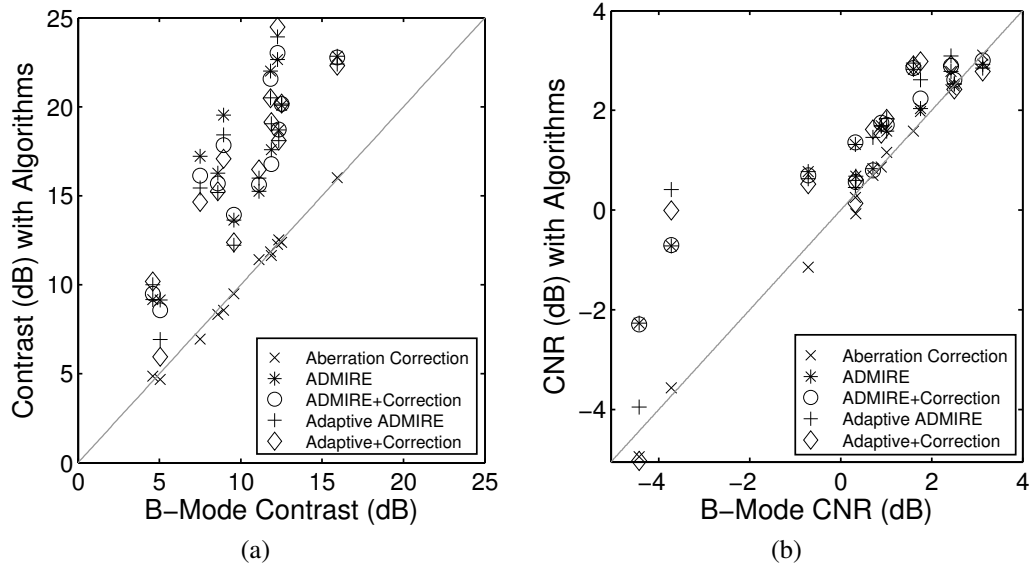 25
20
15
10
5
0
Contrast (dB) with Algorithms
0 5 10 15 20 25
B−Mode Contrast (dB)
Aberration Correction
ADMIRE
ADMIRE+Correction
Adaptive ADMIRE
Adaptive+Correction
(a)
4
2
0
−2
−4
CNR (dB) with Algorithms
−4 −2 0 2 4
B−Mode CNR (dB)
Aberration Correction
ADMIRE
ADMIRE+Correction
Adaptive ADMIRE
Adaptive+Correction
(b)